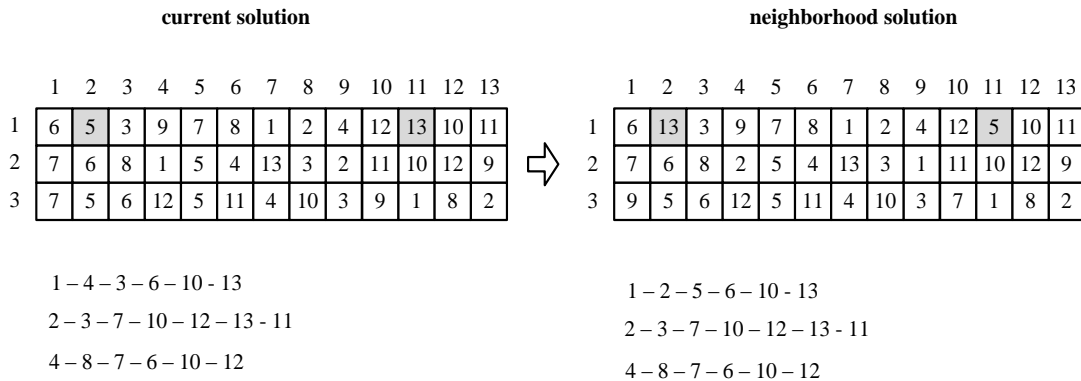 current solution
neighborhood solution
1 2 3 4 5 6 7 8 9 10 11 12 13
1 6 5 3 9 7 8 1 2 4 12 13 10 11
2 7 6 8 1 5 4 13 3 2 11 10 12 9
3 7 5 6 12 5 11 4 10 3 9 1 8 2
1 – 4 – 3 – 6 – 10 - 13
2 – 3 – 7 – 10 – 12 – 13 - 11
4 – 8 – 7 – 6 – 10 – 12
1 2 3 4 5 6 7 8 9 10 11 12 13
1 6 13 3 9 7 8 1 2 4 12 5 10 11
2 7 6 8 2 5 4 13 3 1 11 10 12 9
3 9 5 6 12 5 11 4 10 3 7 1 8 2
1 – 2 – 5 – 6 – 10 - 13
2 – 3 – 7 – 10 – 12 – 13 - 11
4 – 8 – 7 – 6 – 10 – 12